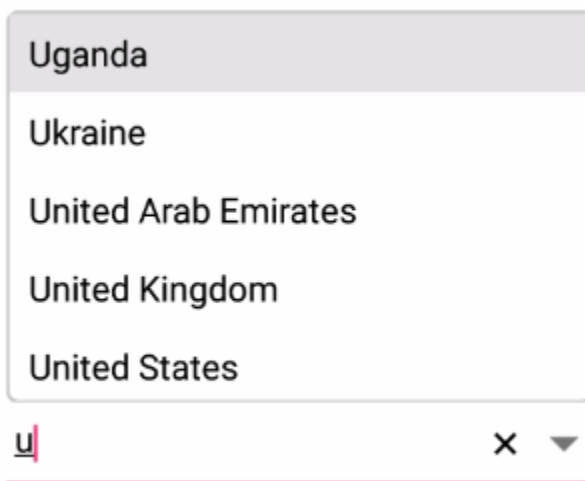 Uganda
Ukraine
United Arab Emirates
United Kingdom
United States
u